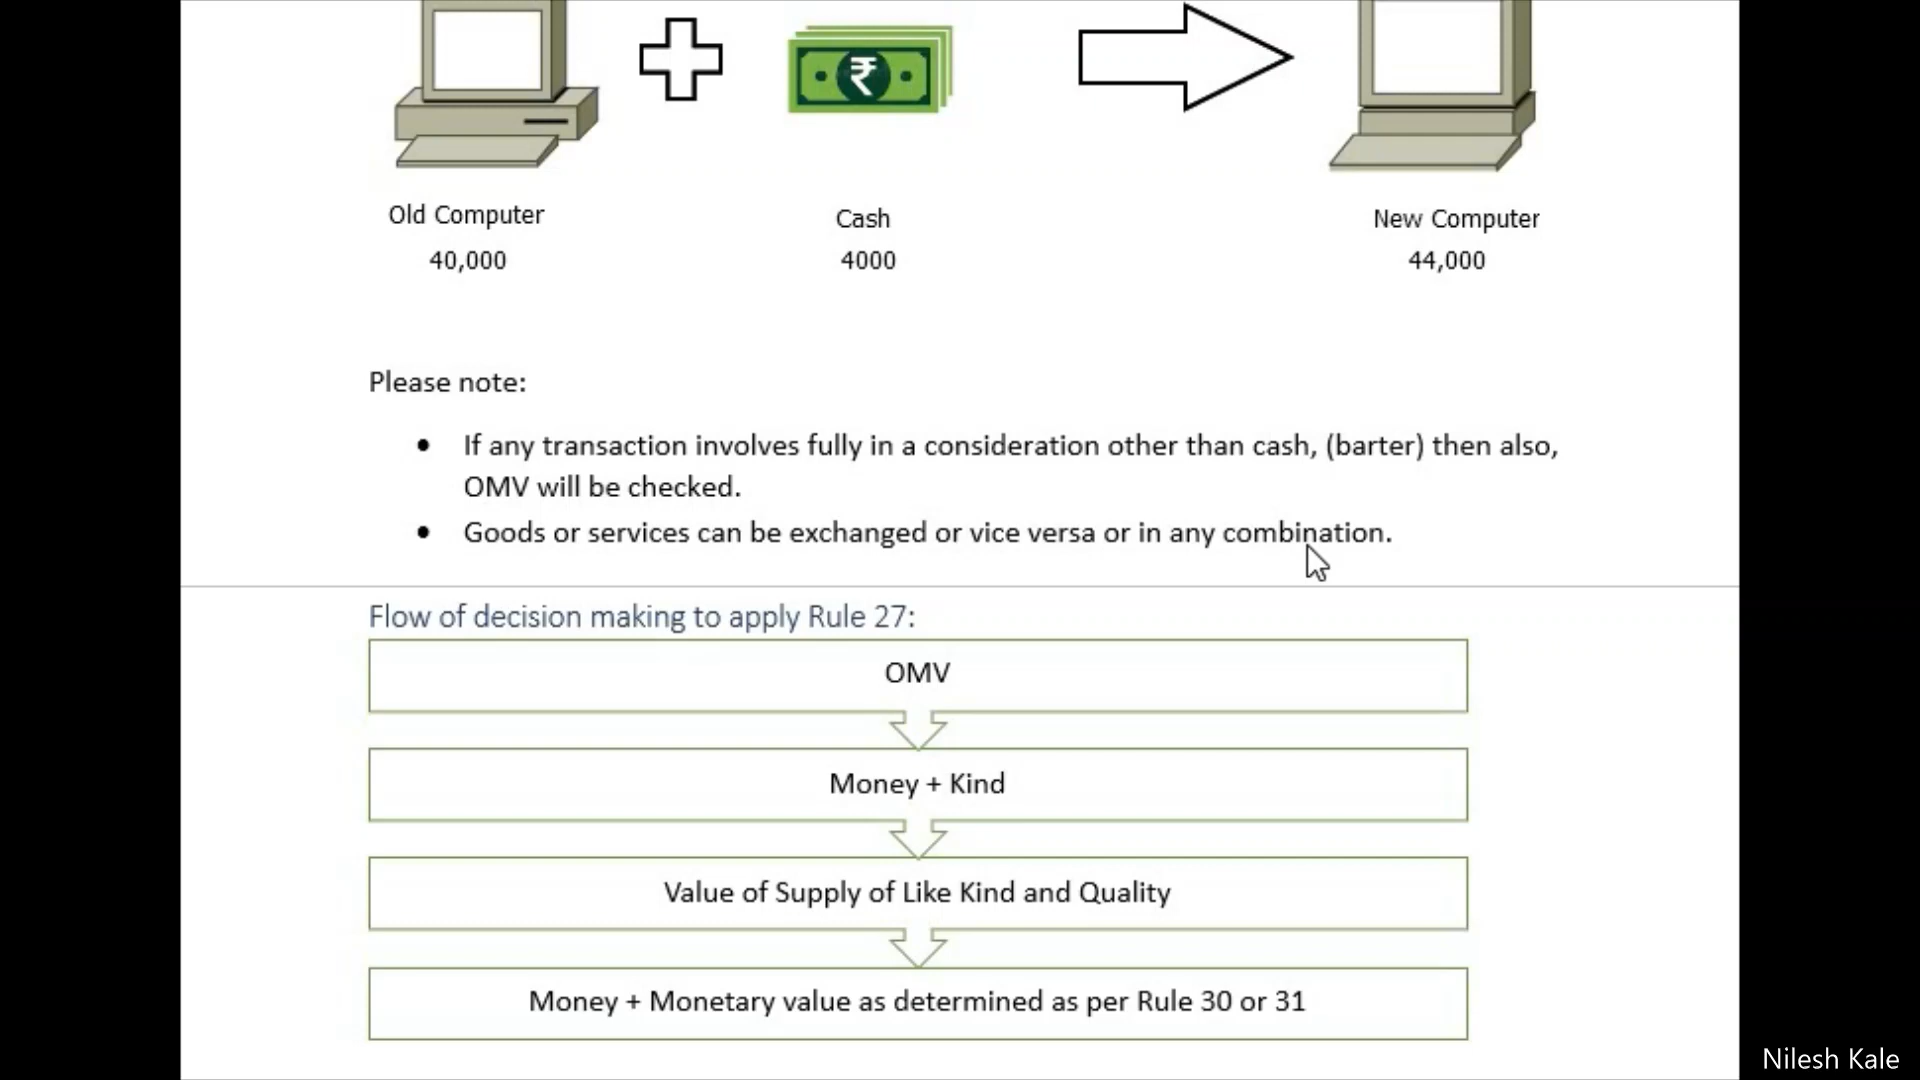 ₹
Old Computer
Cash
New Computer
40,000
4000
44,000
Please note:
• If any transaction involves fully in a consideration other than cash, (barter) then also,
OMV will be checked.
• Goods or services can be exchanged or vice versa or in any combination.
Flow of decision making to apply Rule 27:
OMV
Money + Kind
Value of Supply of Like Kind and Quality
Money + Monetary value as determined as per Rule 30 or 31
Nilesh Kale